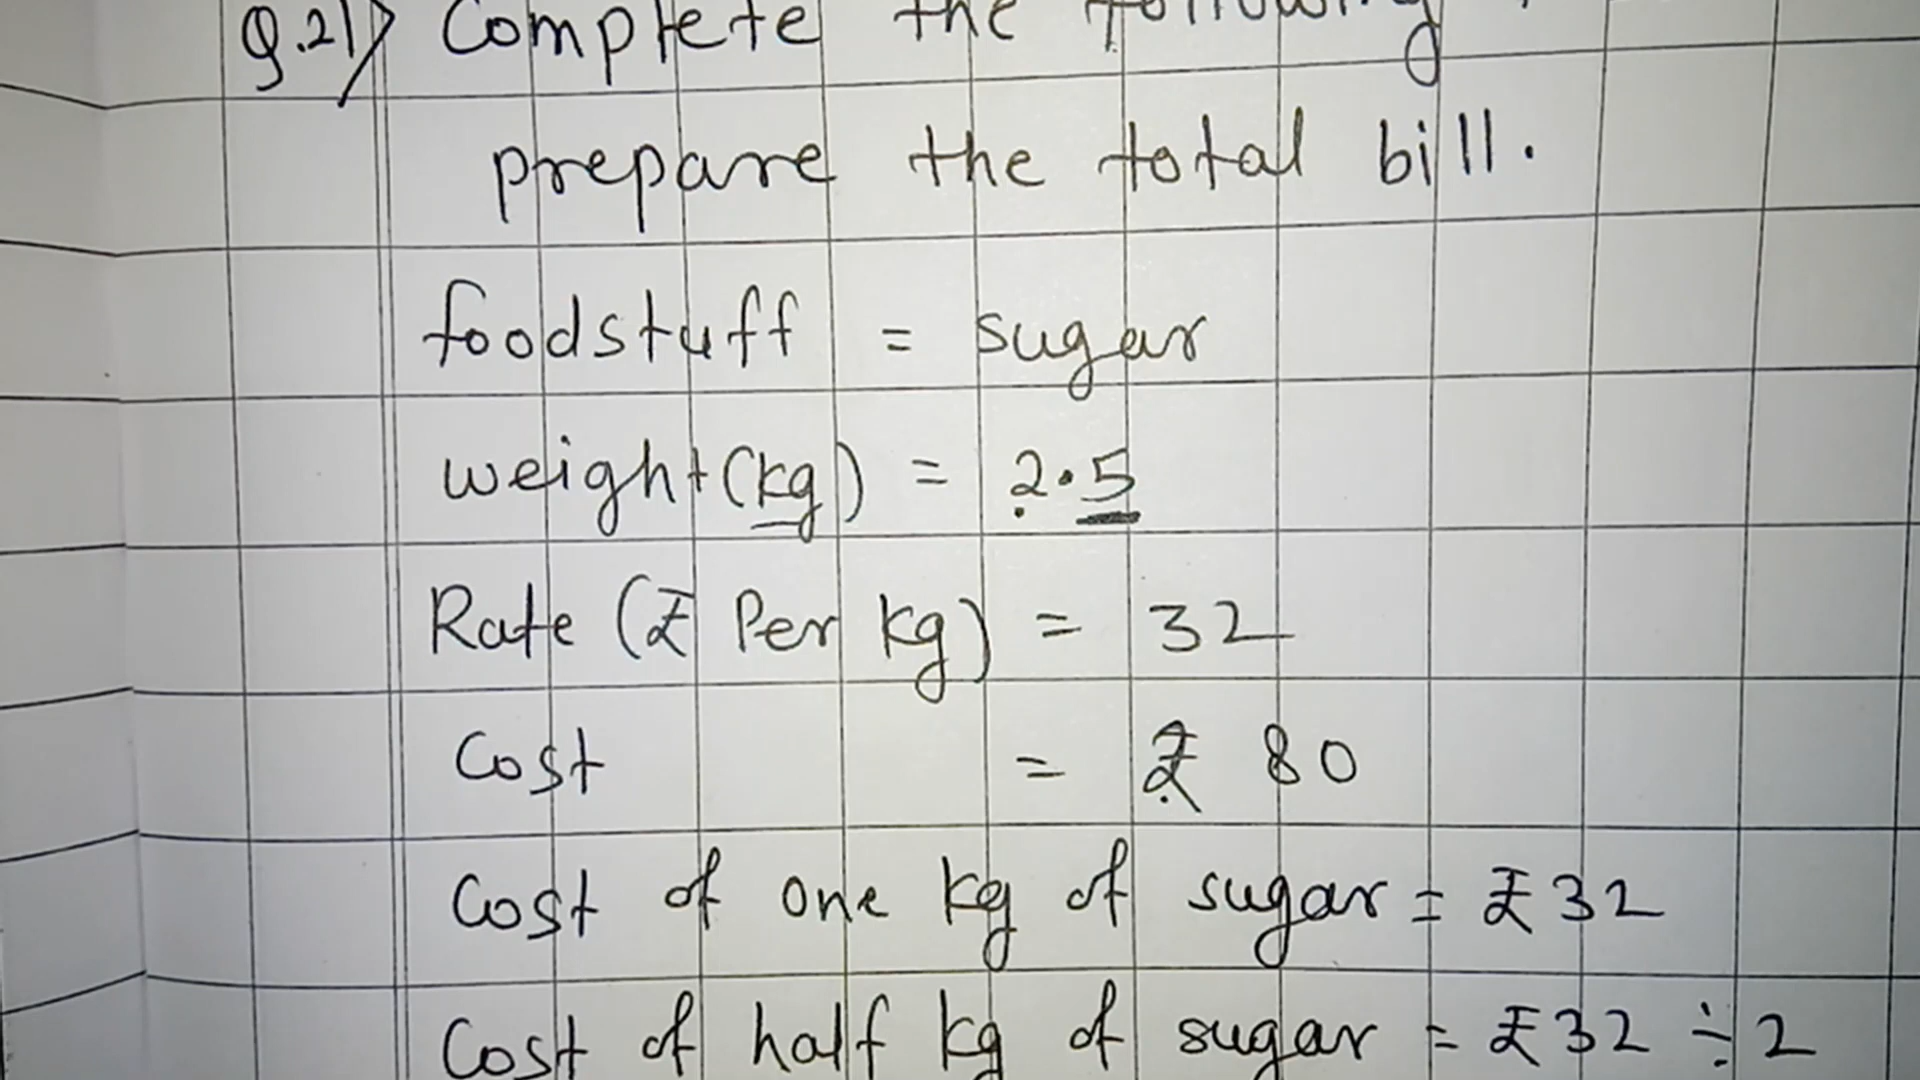 Q.21) Complete the following
prepare the total bill.
foodstuff = sugar
weight(kg) = 2.5
Rate (₹ Per kg) = 32
Cost = ₹ 80
Cost of one kg of sugar = ₹32
Cost of half kg of sugar = ₹32 ÷ 2